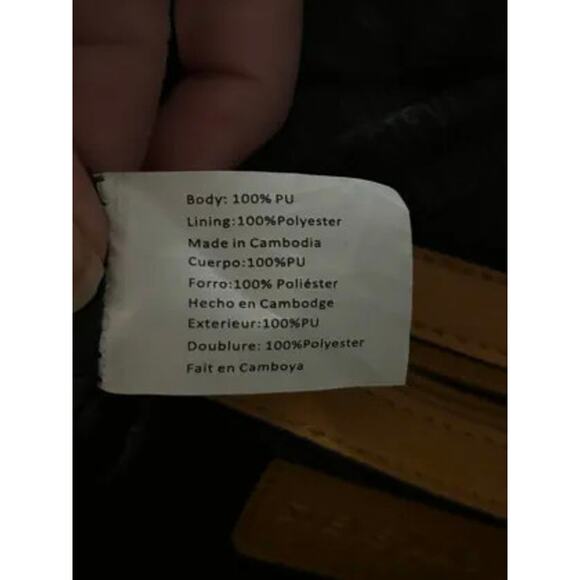 Body: 100% PU
Lining:100%Polyester
Made in Cambodia
Cuerpo:100%PU
Forro:100% Poliéster
Hecho en Cambodge
Exterieur:100%PU
Doublure: 100%Polyester
Fait en Camboya